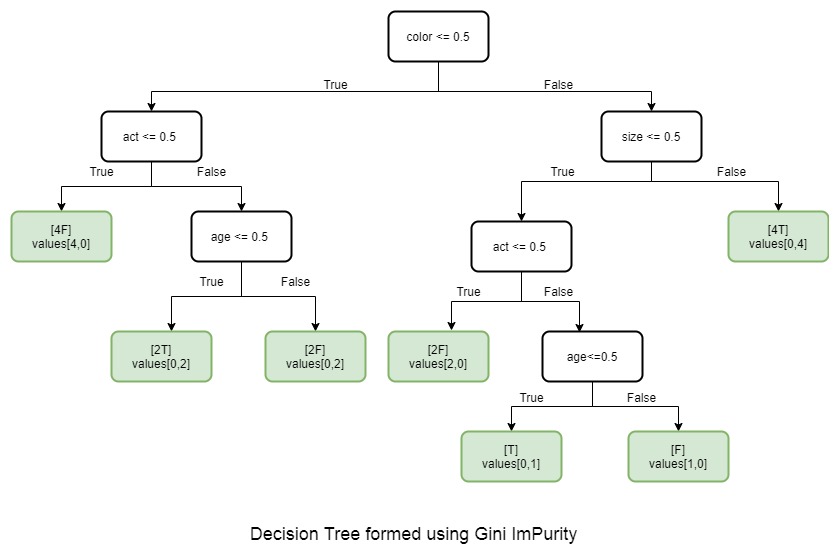 color <= 0.5
True
False
act <= 0.5
size <= 0.5
True
False
True
False
[4F]
values[4,0]
age <= 0.5
act <= 0.5
[4T]
values[0,4]
True
False
True
False
[2T]
values[0,2]
[2F]
values[0,2]
[2F]
values[2,0]
age<=0.5
True
False
[T]
values[0,1]
[F]
values[1,0]
Decision Tree formed using Gini ImPurity